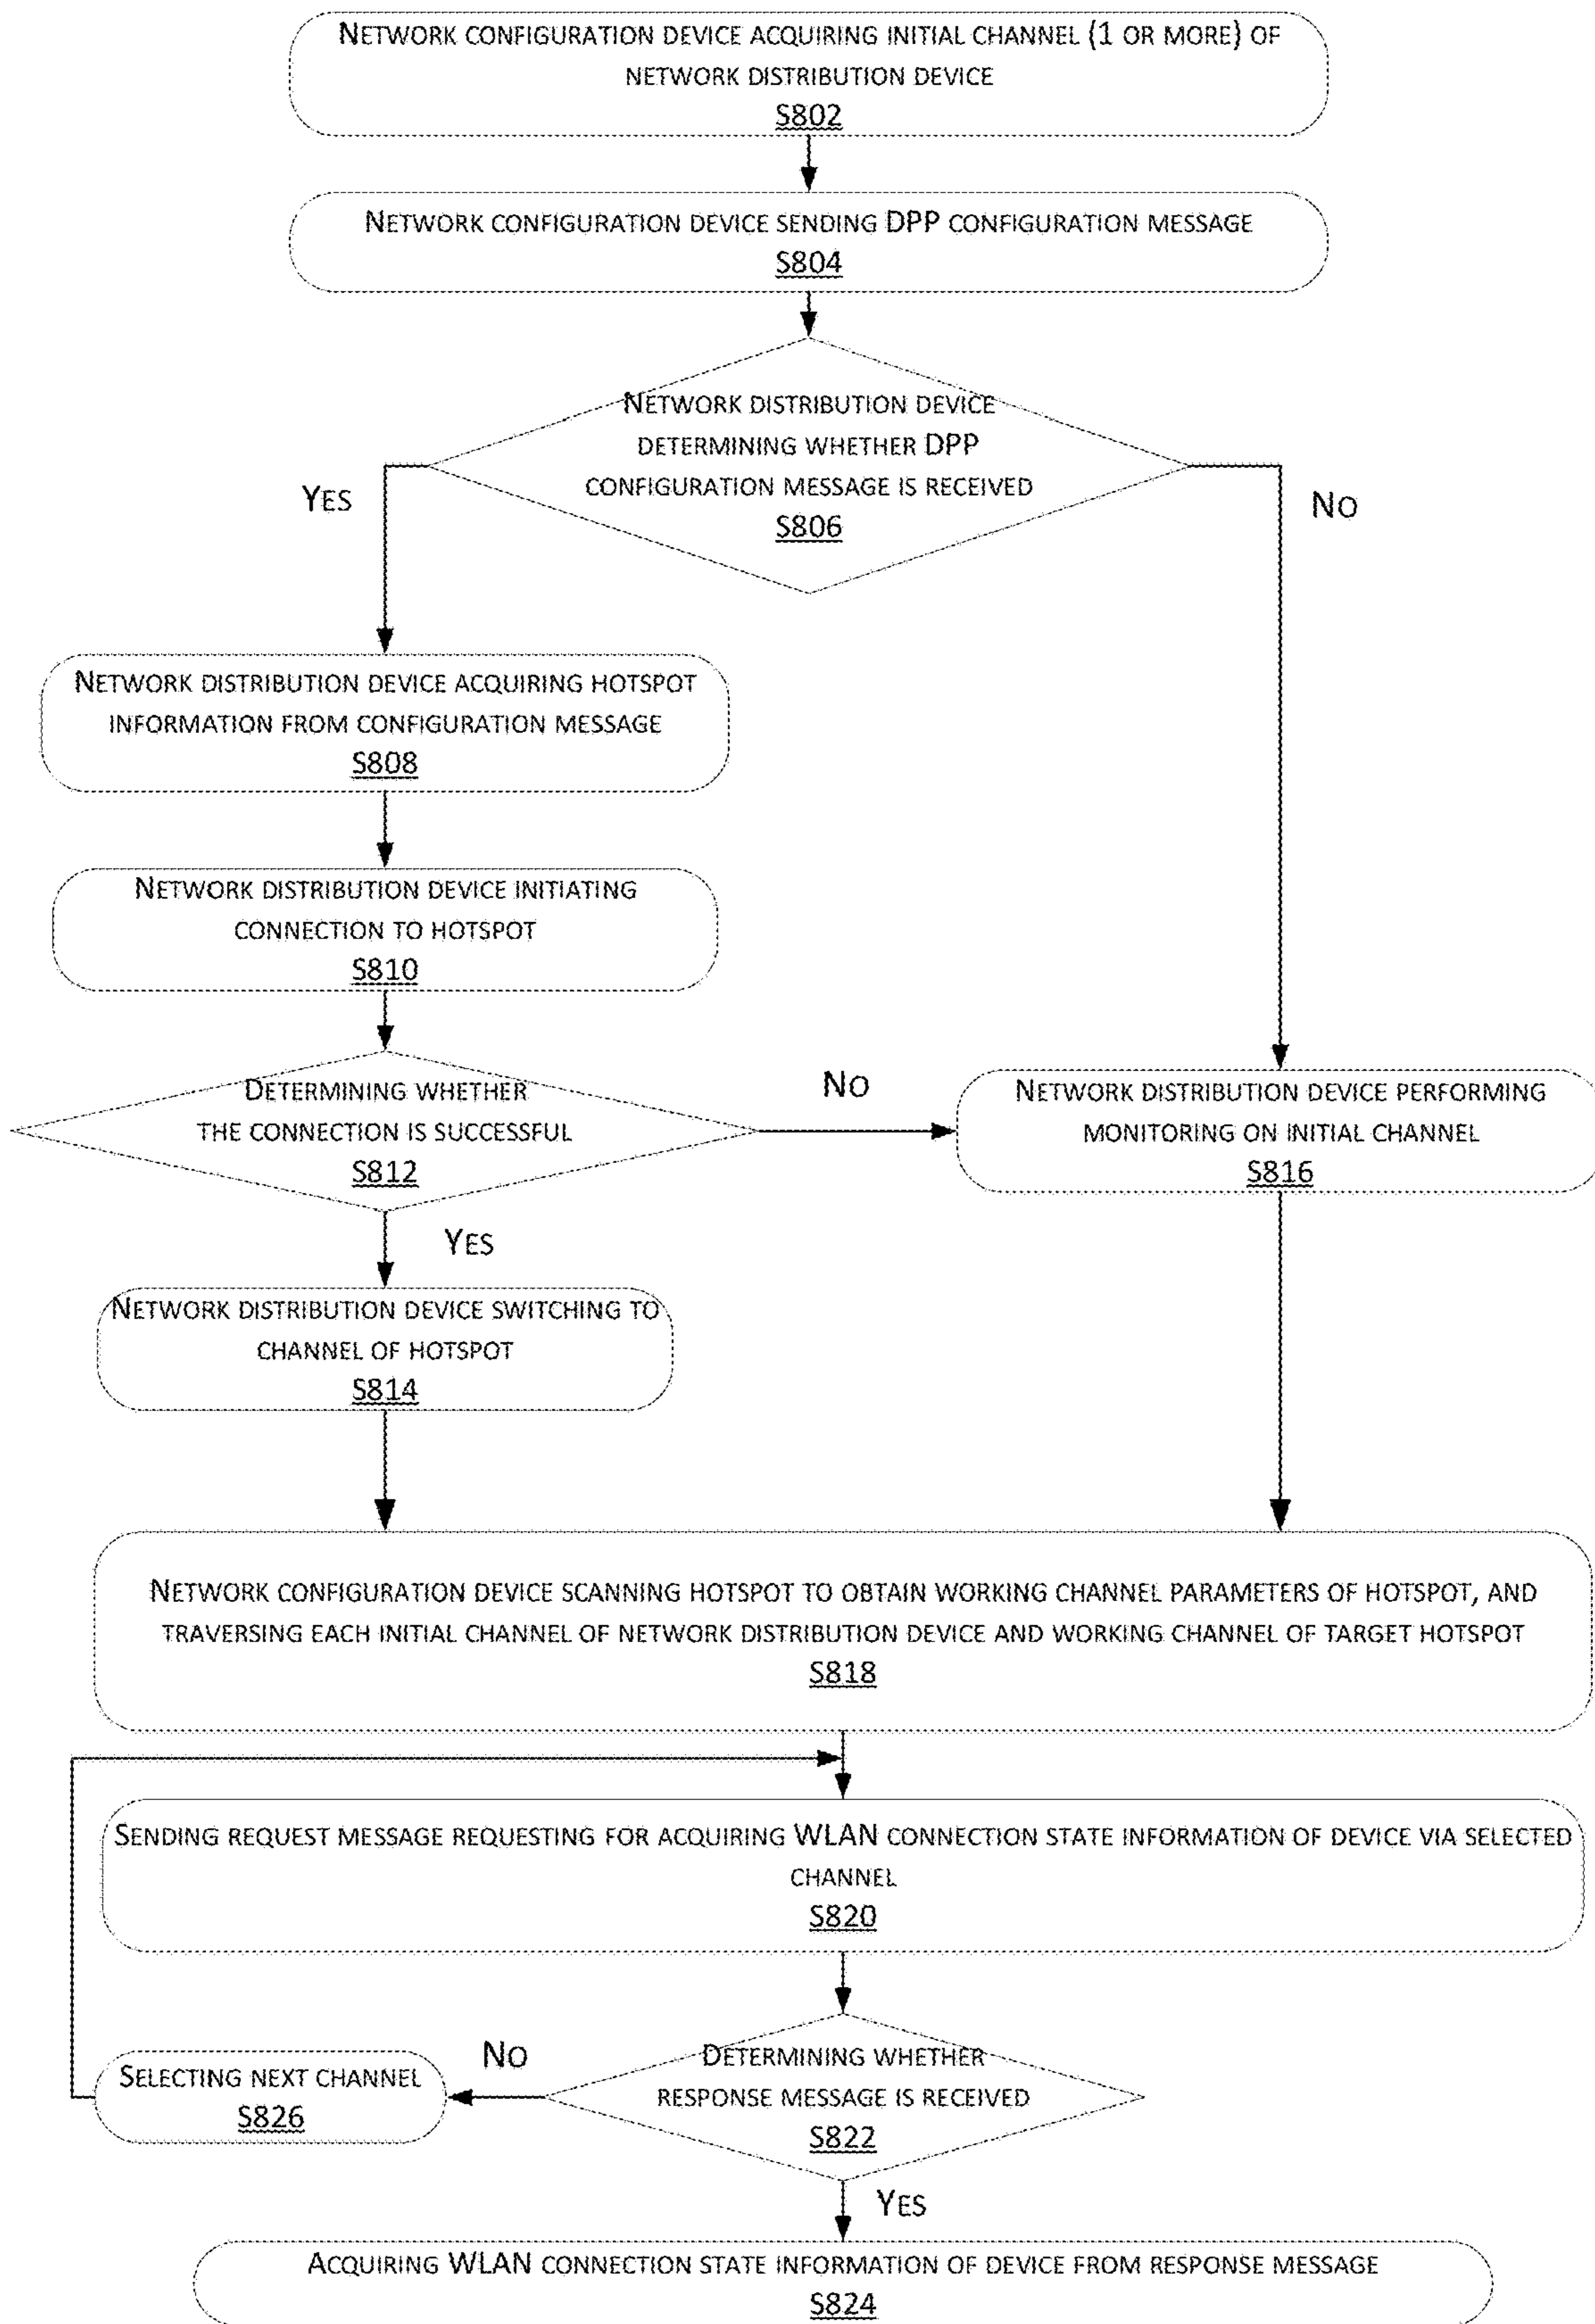 NETWORK CONFIGURATION DEVICE ACQUIRING INITIAL CHANNEL (1 OR MORE) OF
NETWORK DISTRIBUTION DEVICE
S802
NETWORK CONFIGURATION DEVICE SENDING DPP CONFIGURATION MESSAGE
S804
NETWORK DISTRIBUTION DEVICE
DETERMINING WHETHER DPP
CONFIGURATION MESSAGE IS RECEIVED
S806
YES
NO
NETWORK DISTRIBUTION DEVICE ACQUIRING HOTSPOT
INFORMATION FROM CONFIGURATION MESSAGE
S808
NETWORK DISTRIBUTION DEVICE INITIATING
CONNECTION TO HOTSPOT
S810
DETERMINING WHETHER
THE CONNECTION IS SUCCESSFUL
S812
NO
YES
NETWORK DISTRIBUTION DEVICE PERFORMING
MONITORING ON INITIAL CHANNEL
S816
NETWORK DISTRIBUTION DEVICE SWITCHING TO
CHANNEL OF HOTSPOT
S814
NETWORK CONFIGURATION DEVICE SCANNING HOTSPOT TO OBTAIN WORKING CHANNEL PARAMETERS OF HOTSPOT, AND
TRAVERSING EACH INITIAL CHANNEL OF NETWORK DISTRIBUTION DEVICE AND WORKING CHANNEL OF TARGET HOTSPOT
S818
SENDING REQUEST MESSAGE REQUESTING FOR ACQUIRING WLAN CONNECTION STATE INFORMATION OF DEVICE VIA SELECTED
CHANNEL
S820
DETERMINING WHETHER
RESPONSE MESSAGE IS RECEIVED
S822
NO
SELECTING NEXT CHANNEL
S826
YES
ACQUIRING WLAN CONNECTION STATE INFORMATION OF DEVICE FROM RESPONSE MESSAGE
S824